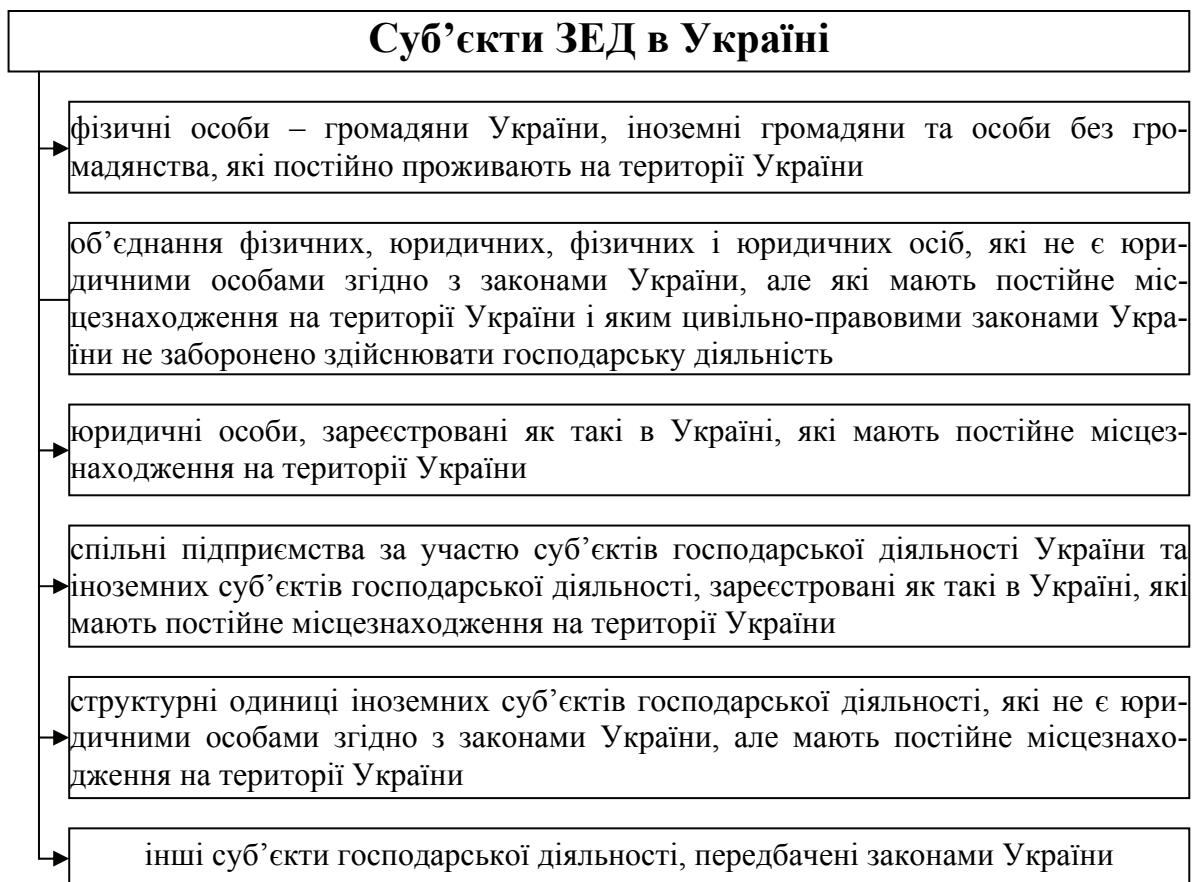 Суб’єкти ЗЕД в Україні
фізичні особи – громадяни України, іноземні громадяни та особи без гро-
мадянства, які постійно проживають на території України
об’єднання фізичних, юридичних, фізичних і юридичних осіб, які не є юри-
дичними особами згідно з законами України, але які мають постійне міс-
цезнаходження на території України і яким цивільно-правовими законами Укра-
їни не заборонено здійснювати господарську діяльність
юридичні особи, зареєстровані як такі в Україні, які мають постійне місцез-
находження на території України
спільні підприємства за участю суб’єктів господарської діяльності України та
іноземних суб’єктів господарської діяльності, зареєстровані як такі в Україні, які
мають постійне місцезнаходження на території України
структурні одиниці іноземних суб’єктів господарської діяльності, які не є юри-
дичними особами згідно з законами України, але мають постійне місцезнахо-
дження на території України
інші суб’єкти господарської діяльності, передбачені законами України